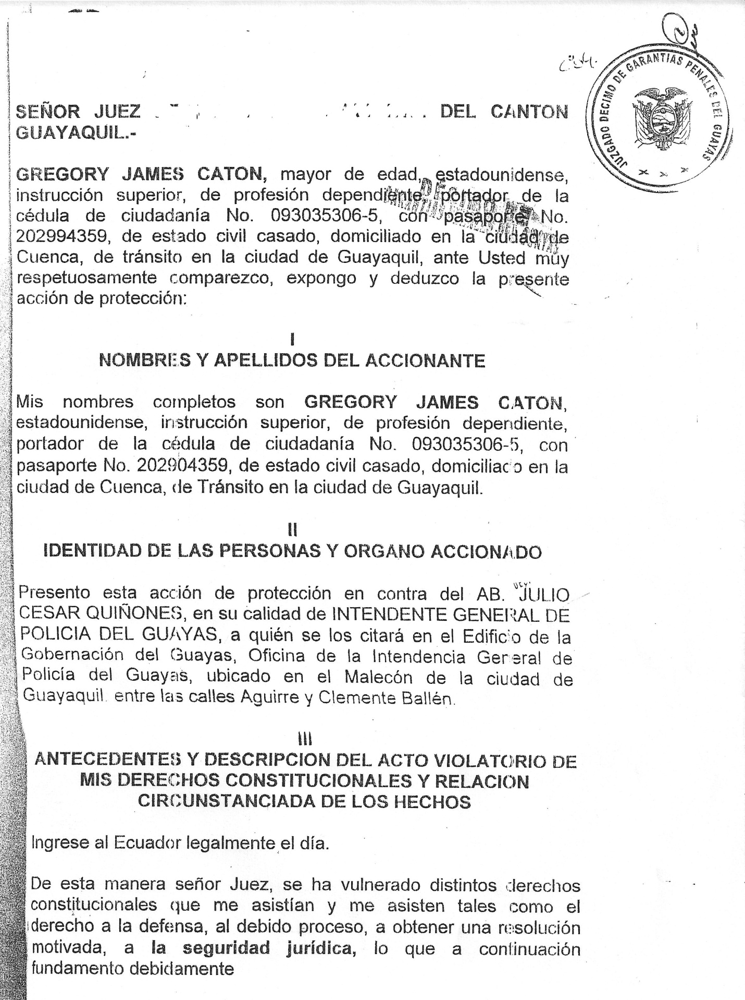 JUZGADO DECIMO DE GARANTIAS PENALES DEL GUAYAS
SEÑOR JUEZ DEL CANTON
GUAYAQUIL.-
GREGORY JAMES CATON, mayor de edad, estadounidense,
instrucción superior, de profesión dependiente, portador de la
cédula de ciudadanía No. 093035306-5, con pasaporte No.
202994359, de estado civil casado, domiciliado en la ciudad de
Cuenca, de tránsito en la ciudad de Guayaquil, ante Usted muy
respetuosamente comparezco, expongo y deduzco la presente
acción de protección:
I
NOMBRES Y APELLIDOS DEL ACCIONANTE
Mis nombres completos son GREGORY JAMES CATON,
estadounidense, instrucción superior, de profesión dependiente,
portador de la cédula de ciudadanía No. 093035306-5, con
pasaporte No. 202904359, de estado civil casado, domiciliado en la
ciudad de Cuenca, de Tránsito en la ciudad de Guayaquil.
II
IDENTIDAD DE LAS PERSONAS Y ORGANO ACCIONADO
Presento esta acción de protección en contra del AB. JULIO
CESAR QUIÑONES, en su calidad de INTENDENTE GENERAL DE
POLICIA DEL GUAYAS, a quién se los citará en el Edificio de la
Gobernación del Guayas, Oficina de la Intendencia General de
Policía del Guayas, ubicado en el Malecón de la ciudad de
Guayaquil entre las calles Aguirre y Clemente Ballén.
III
ANTECEDENTES Y DESCRIPCION DEL ACTO VIOLATORIO DE
MIS DERECHOS CONSTITUCIONALES Y RELACION
CIRCUNSTANCIADA DE LOS HECHOS
Ingrese al Ecuador legalmente el día.
De esta manera señor Juez, se ha vulnerado distintos derechos
constitucionales que me asistían y me asisten tales como el
derecho a la defensa, al debido proceso, a obtener una resolución
motivada, a la seguridad jurídica, lo que a continuación
fundamento debidamente